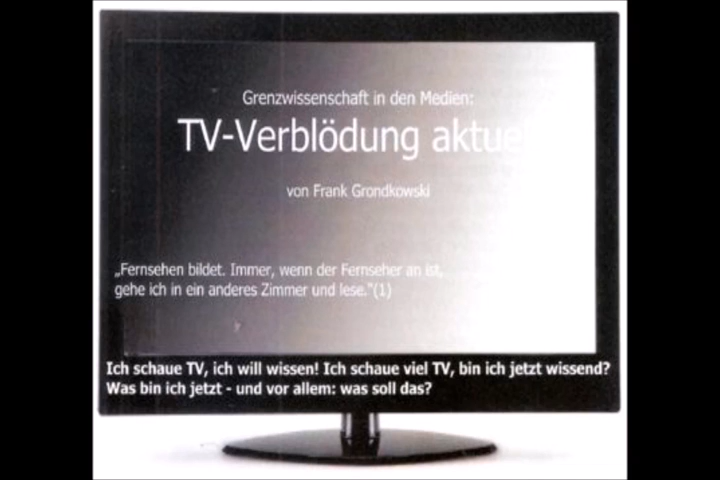 Grenzwissenschaft in den Medien:
TV-Verblödung aktuell
von Frank Grondkowski
„Fernsehen bildet. Immer, wenn der Fernseher an ist,
gehe ich in ein anderes Zimmer und lese."(1)
Ich schaue TV, ich will wissen! Ich schaue viel TV, bin ich jetzt wissend?
Was bin ich jetzt - und vor allem: was soll das?